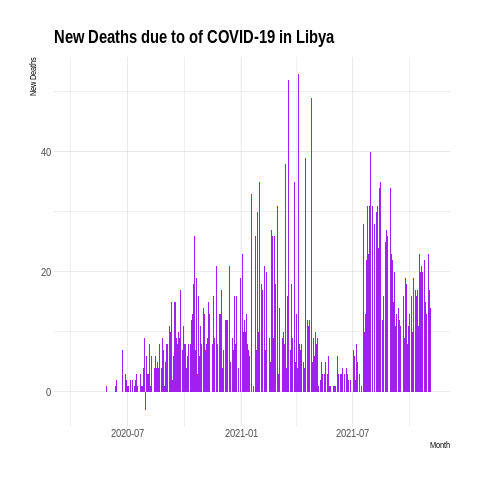 New Deaths due to of COVID-19 in Libya
New Deaths
40
20
0
2020-07
2021-01
2021-07
Month